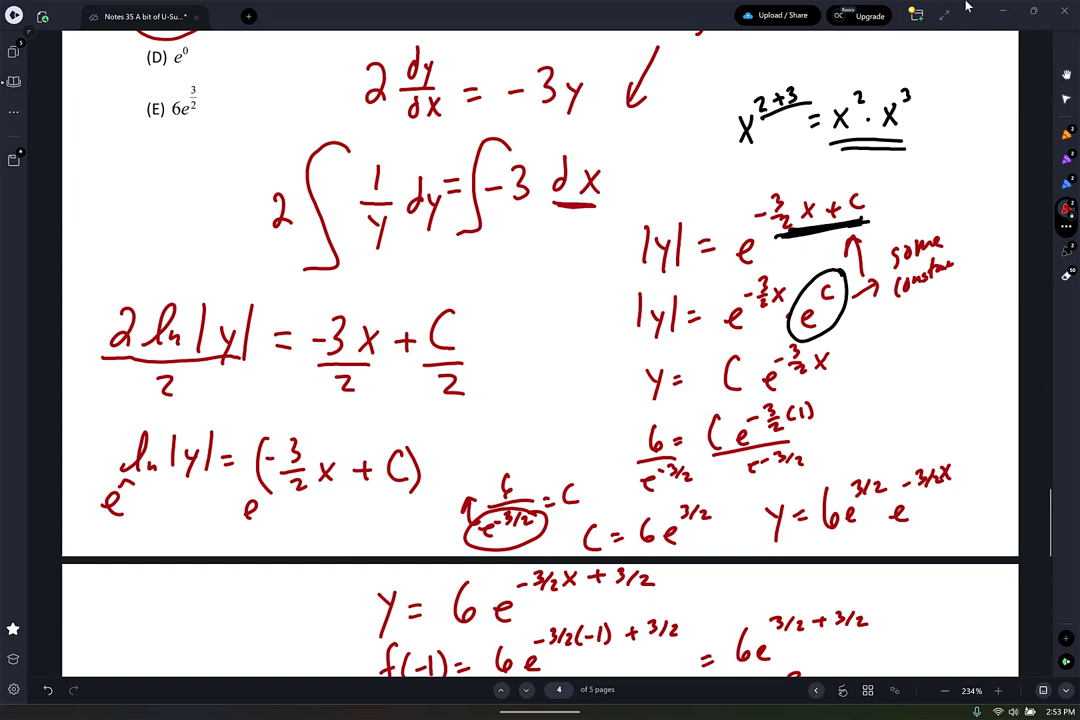 Notes 35 A bit of U-Su...*
Upload / Share
OC
Basics
Upgrade
(D) e^0
(E) 6e^{3/2}
2 dy/dx = -3y
x^{2+3} = x^2 · x^3
2 ∫ 1/y dy = ∫ -3 dx
|y| = e^{-3/2 x + C}
some
constant
|y| = e^{-3/2 x} · e^C
2 ln|y| / 2 = -3x/2 + C/2
y = C e^{-3/2 x}
6/e^{-3/2} = C e^{-3/2 (1)} / e^{-3/2}
e^{ln|y|} = e^{(-3/2 x + C)}
6/e^{-3/2} = C
C = 6e^{3/2}
y = 6e^{3/2} e^{-3/2 x}
y = 6 e^{-3/2 x + 3/2}
f(-1) = 6 e^{-3/2(-1) + 3/2} = 6e^{3/2 + 3/2}
4 of 5 pages
234%
2:53 PM